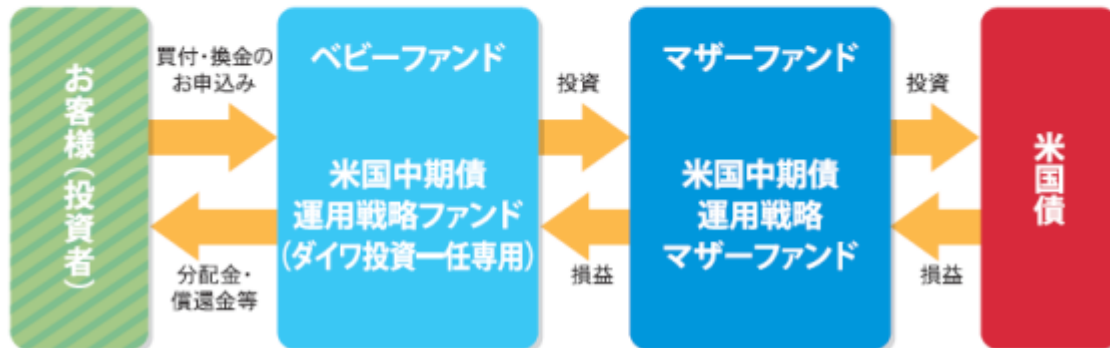 お客様（投資者）
買付・換金の
お申込み
分配金・
償還金等
ベビーファンド
米国中期債
運用戦略ファンド
（ダイワ投資一任専用）
投資
損益
マザーファンド
米国中期債
運用戦略
マザーファンド
投資
損益
米国債